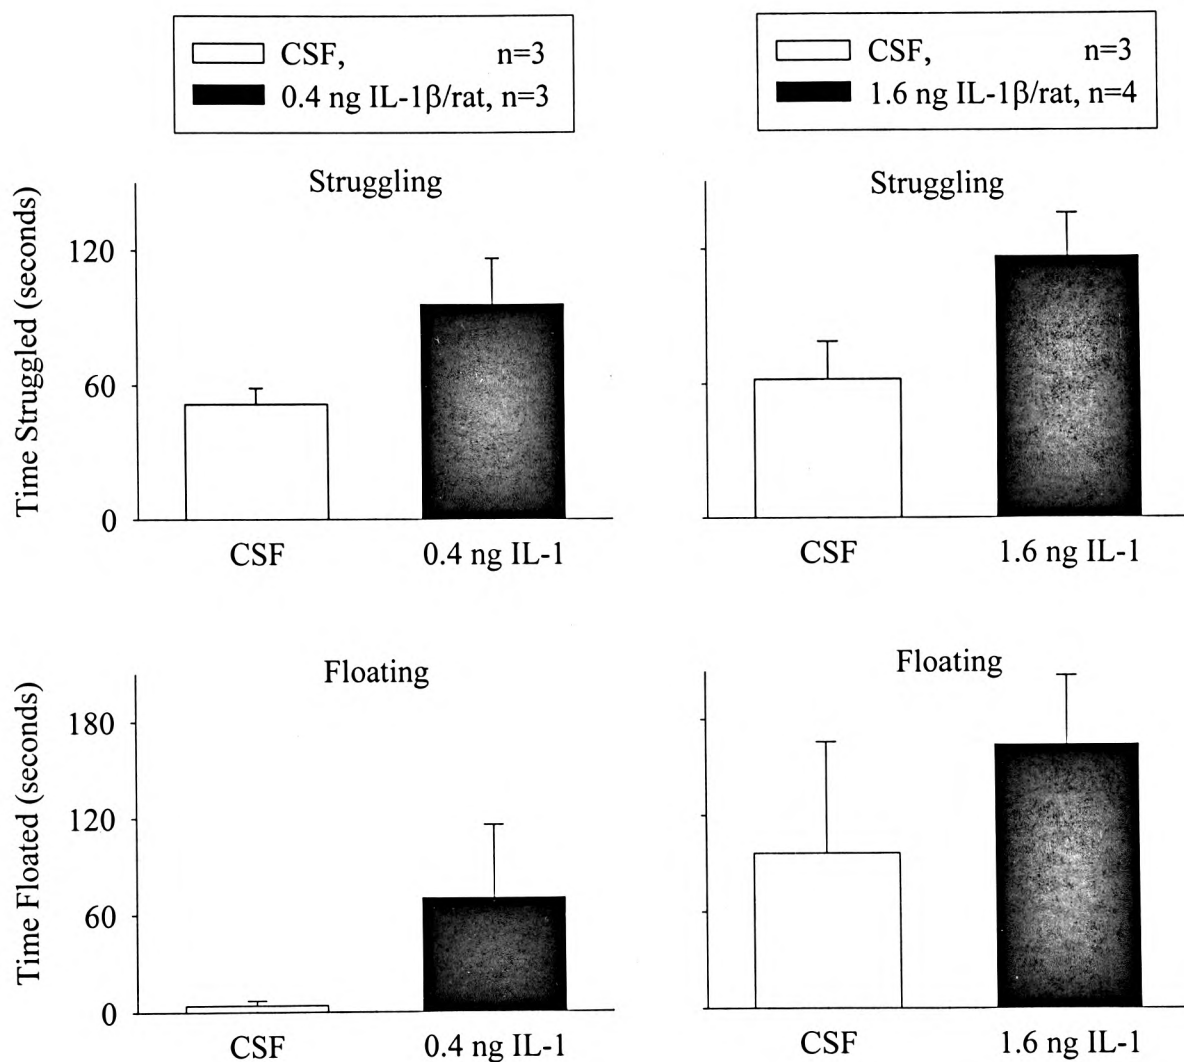 CSF, n=3
0.4 ng IL-1β/rat, n=3
CSF, n=3
1.6 ng IL-1β/rat, n=4
Struggling
Time Struggled (seconds)
120
60
0
CSF 0.4 ng IL-1
Struggling
CSF 1.6 ng IL-1
Floating
Time Floated (seconds)
180
120
60
0
CSF 0.4 ng IL-1
Floating
CSF 1.6 ng IL-1